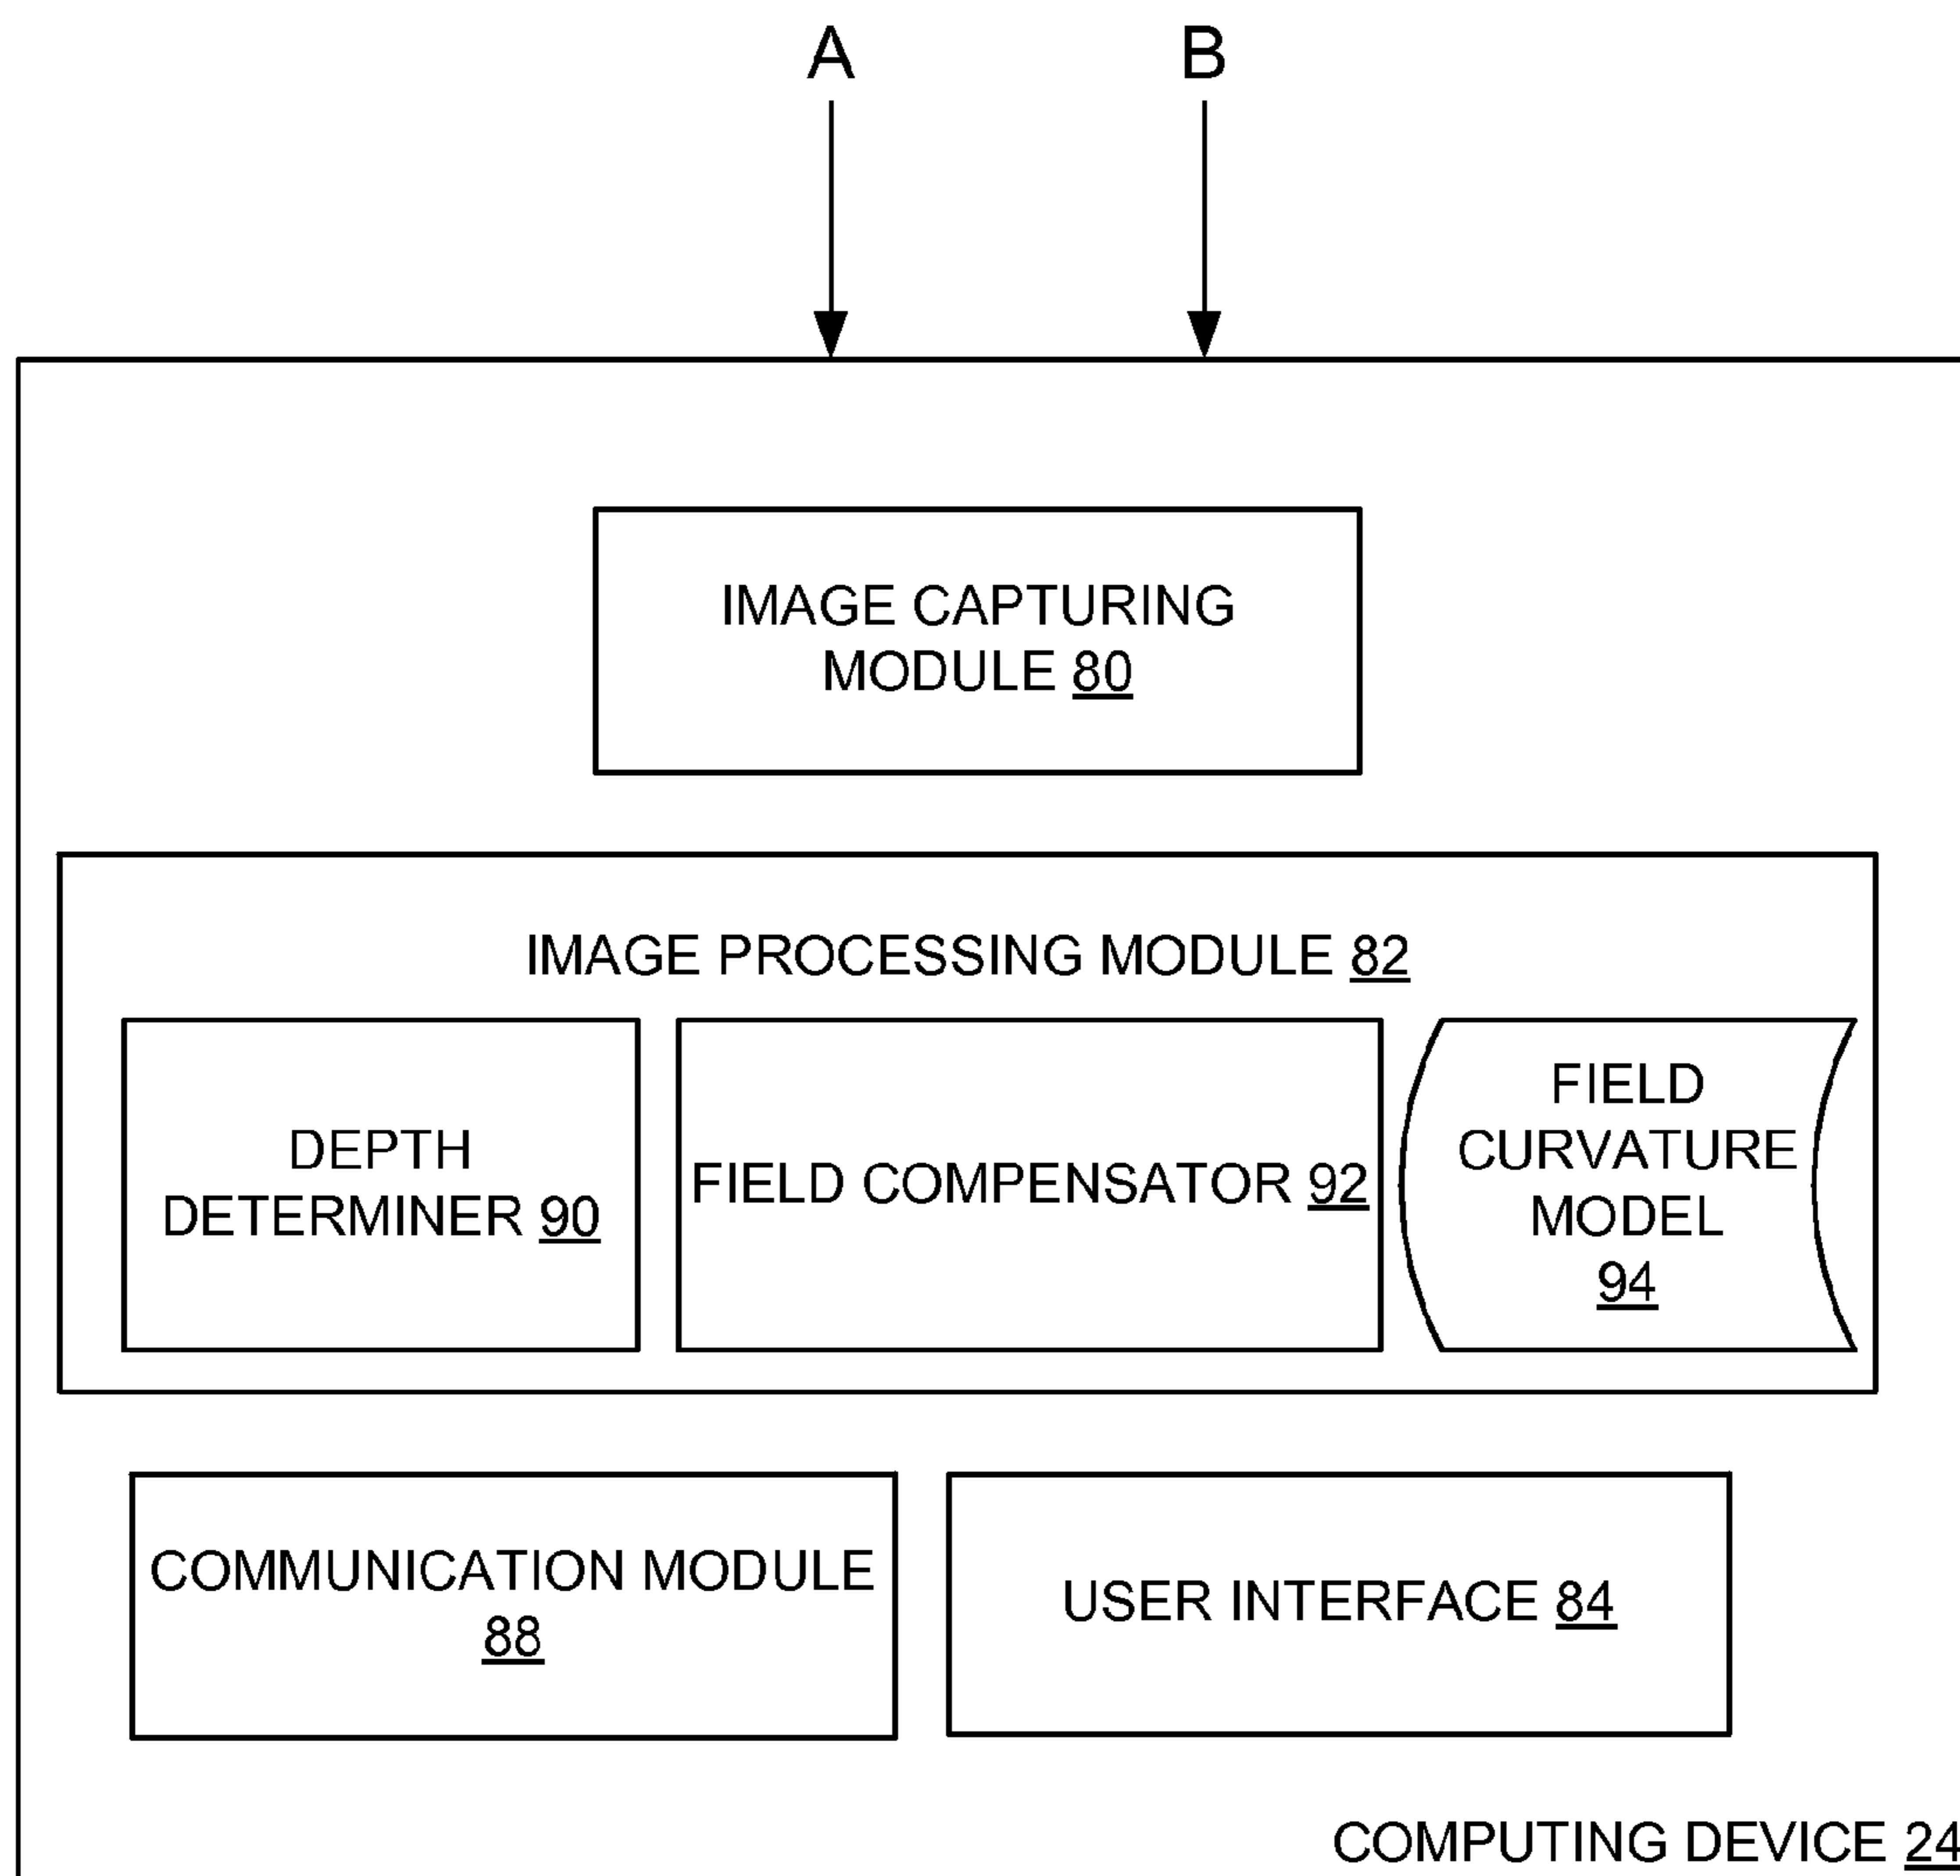 A
B
IMAGE CAPTURING
MODULE 80
IMAGE PROCESSING MODULE 82
DEPTH
DETERMINER 90
FIELD COMPENSATOR 92
FIELD
CURVATURE
MODEL
94
COMMUNICATION MODULE
88
USER INTERFACE 84
COMPUTING DEVICE 24